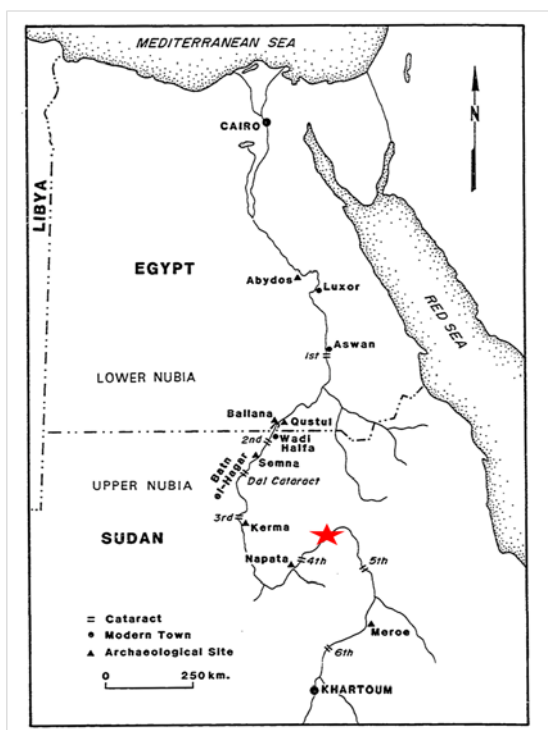 MEDITERRANEAN SEA
CAIRO
N
LIBYA
EGYPT
Abydos
Luxor
RED SEA
Aswan
1st
LOWER NUBIA
Ballana
Qustul
2nd
Wadi
Halfa
Batn
el-Hagar
Semna
UPPER NUBIA
Dal Cataract
3rd
Kerma
SUDAN
Napata
4th
5th
Cataract
Modern Town
Archaeological Site
Meroe
6th
0 250 km.
KHARTOUM